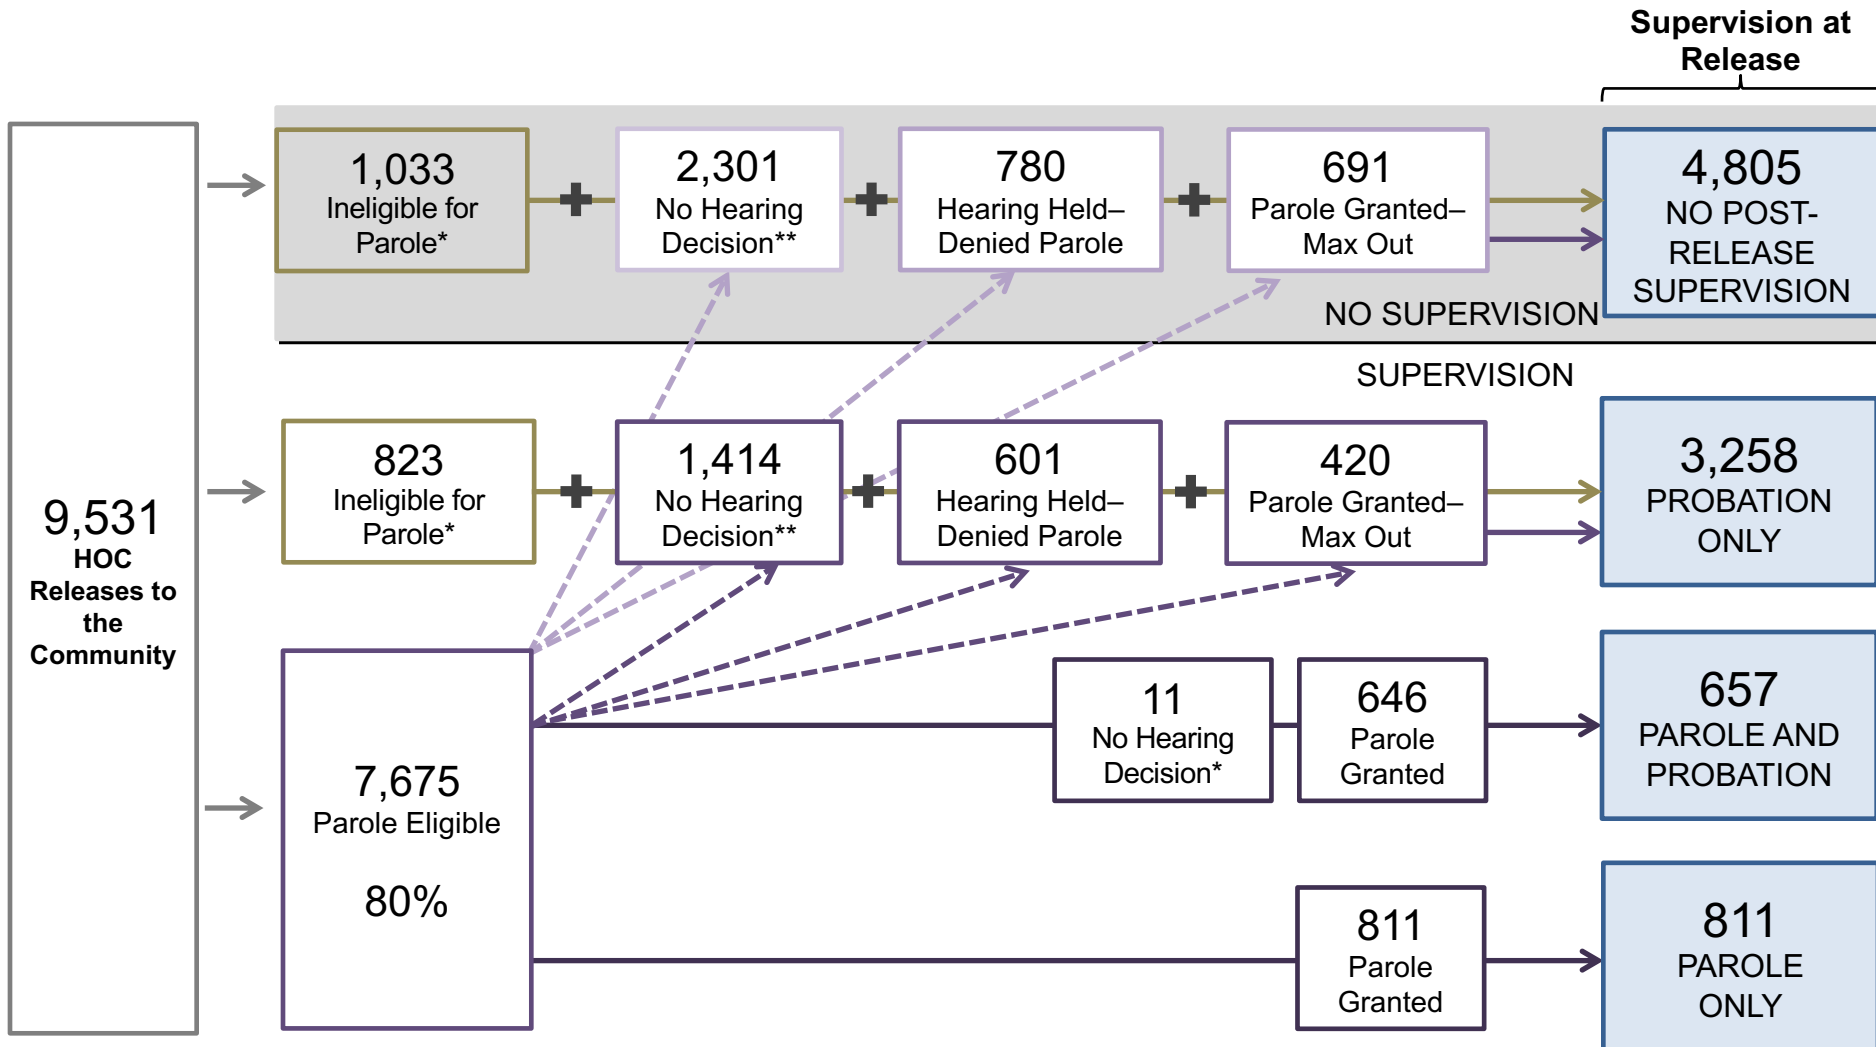 Supervision at
Release
1,033
Ineligible for
Parole*
2,301
No Hearing
Decision**
780
Hearing Held–
Denied Parole
691
Parole Granted–
Max Out
4,805
NO POST-
RELEASE
SUPERVISION
NO SUPERVISION
SUPERVISION
9,531
HOC
Releases to
the
Community
823
Ineligible for
Parole*
1,414
No Hearing
Decision**
601
Hearing Held–
Denied Parole
420
Parole Granted–
Max Out
3,258
PROBATION
ONLY
7,675
Parole Eligible
80%
11
No Hearing
Decision*
646
Parole
Granted
657
PAROLE AND
PROBATION
811
Parole
Granted
811
PAROLE
ONLY